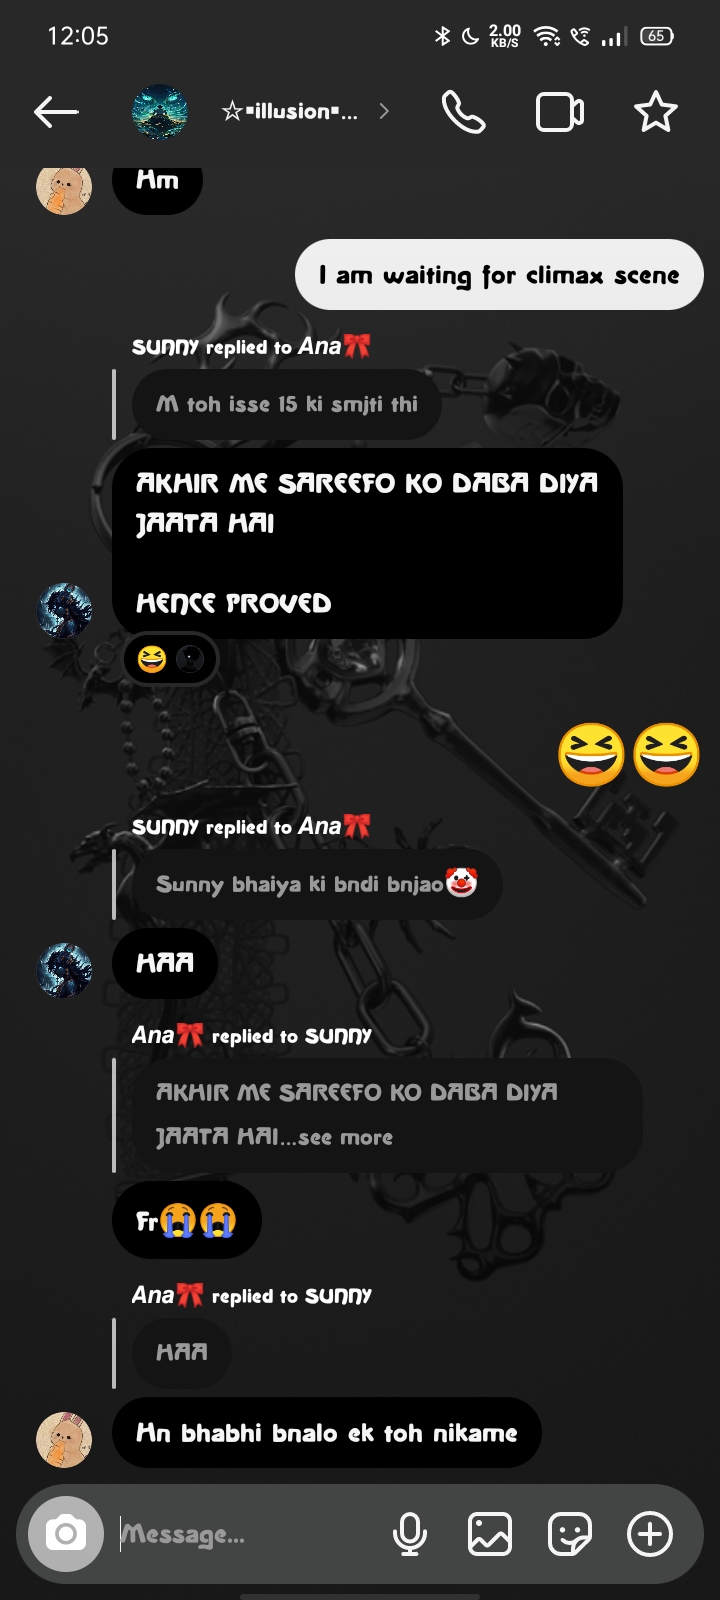 12:05
2.00
KB/S
65
☆▪illusion▪...
Hm
I am waiting for climax scene
SUNNY replied to Ana🎀
M toh isse 15 ki smjti thi
AKHIR ME SAREEFO KO DABA DIYA
JAATA HAI
HENCE PROVED
😆
😆😆
SUNNY replied to Ana🎀
Sunny bhaiya ki bndi bnjao🤡
HAA
Ana🎀 replied to SUNNY
AKHIR ME SAREEFO KO DABA DIYA
JAATA HAI...see more
Fr😭😭
Ana🎀 replied to SUNNY
HAA
Hn bhabhi bnalo ek toh nikame
Message...